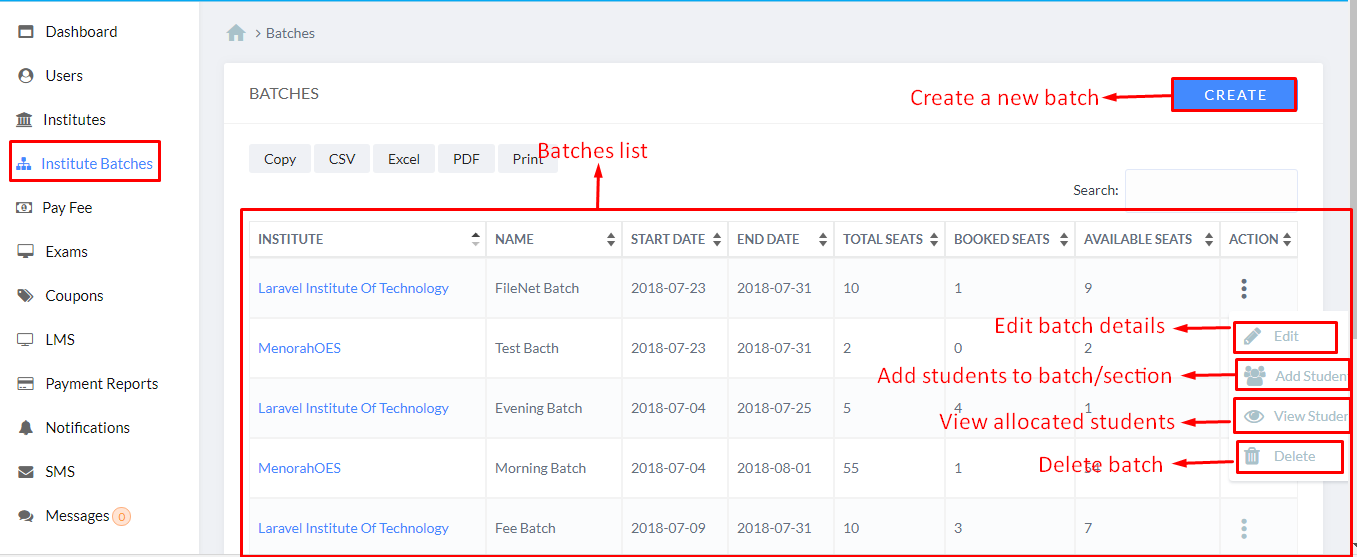 Dashboard
Users
Institutes
Institute Batches
Pay Fee
Exams
Coupons
LMS
Payment Reports
Notifications
SMS
Messages 0
> Batches
BATCHES
Create a new batch
CREATE
Copy CSV Excel PDF Print
Batches list
Search:
INSTITUTE NAME START DATE END DATE TOTAL SEATS BOOKED SEATS AVAILABLE SEATS ACTION
Laravel Institute Of Technology FileNet Batch 2018-07-23 2018-07-31 10 1 9
Edit batch details Edit
MenorahOES Test Bacth 2018-07-23 2018-07-31 2 0 2
Add students to batch/section Add Studen
Laravel Institute Of Technology Evening Batch 2018-07-04 2018-07-25 5 4 1
View allocated students View Studen
MenorahOES Morning Batch 2018-07-04 2018-08-01 55 1 54
Delete batch Delete
Laravel Institute Of Technology Fee Batch 2018-07-09 2018-07-31 10 3 7